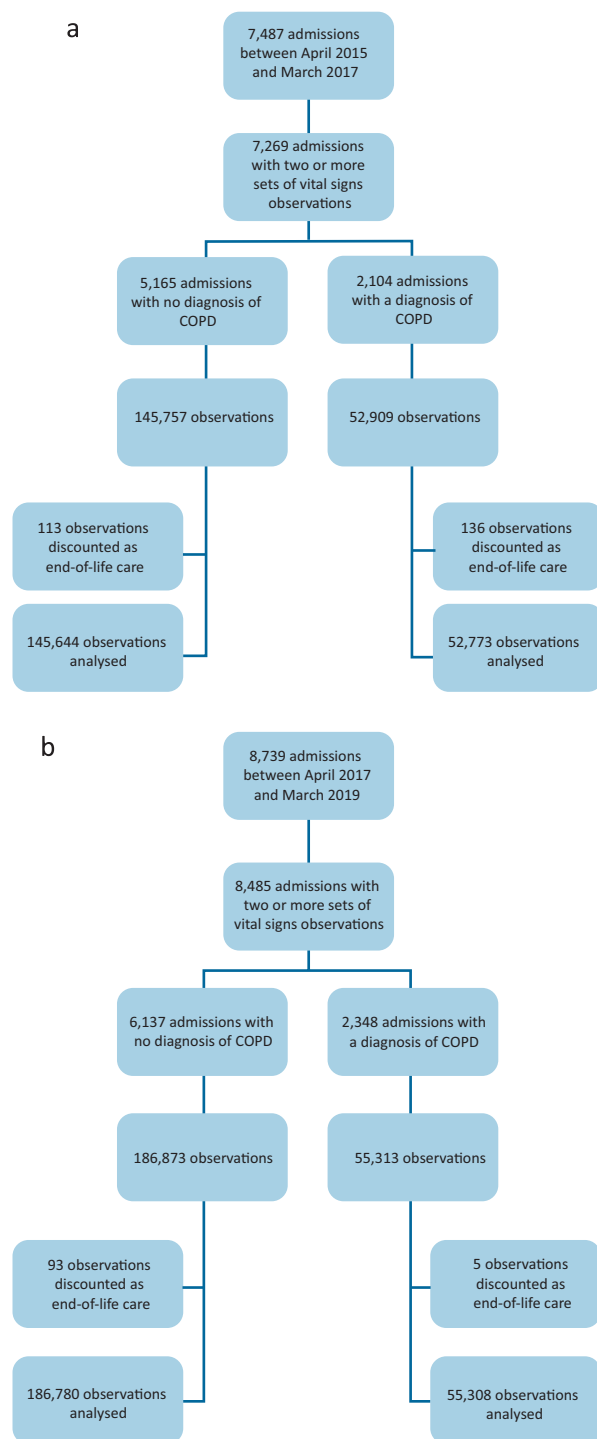 a
7,487 admissions
between April 2015
and March 2017
7,269 admissions
with two or more
sets of vital signs
observations
5,165 admissions
with no diagnosis of
COPD
2,104 admissions
with a diagnosis of
COPD
145,757 observations
52,909 observations
113 observations
discounted as
end-of-life care
136 observations
discounted as
end-of-life care
145,644 observations
analysed
52,773 observations
analysed
b
8,739 admissions
between April 2017
and March 2019
8,485 admissions with
two or more sets of
vital signs observations
6,137 admissions with
no diagnosis of COPD
2,348 admissions with
a diagnosis of COPD
186,873 observations
55,313 observations
93 observations
discounted as
end-of-life care
5 observations
discounted as
end-of-life care
186,780 observations
analysed
55,308 observations
analysed